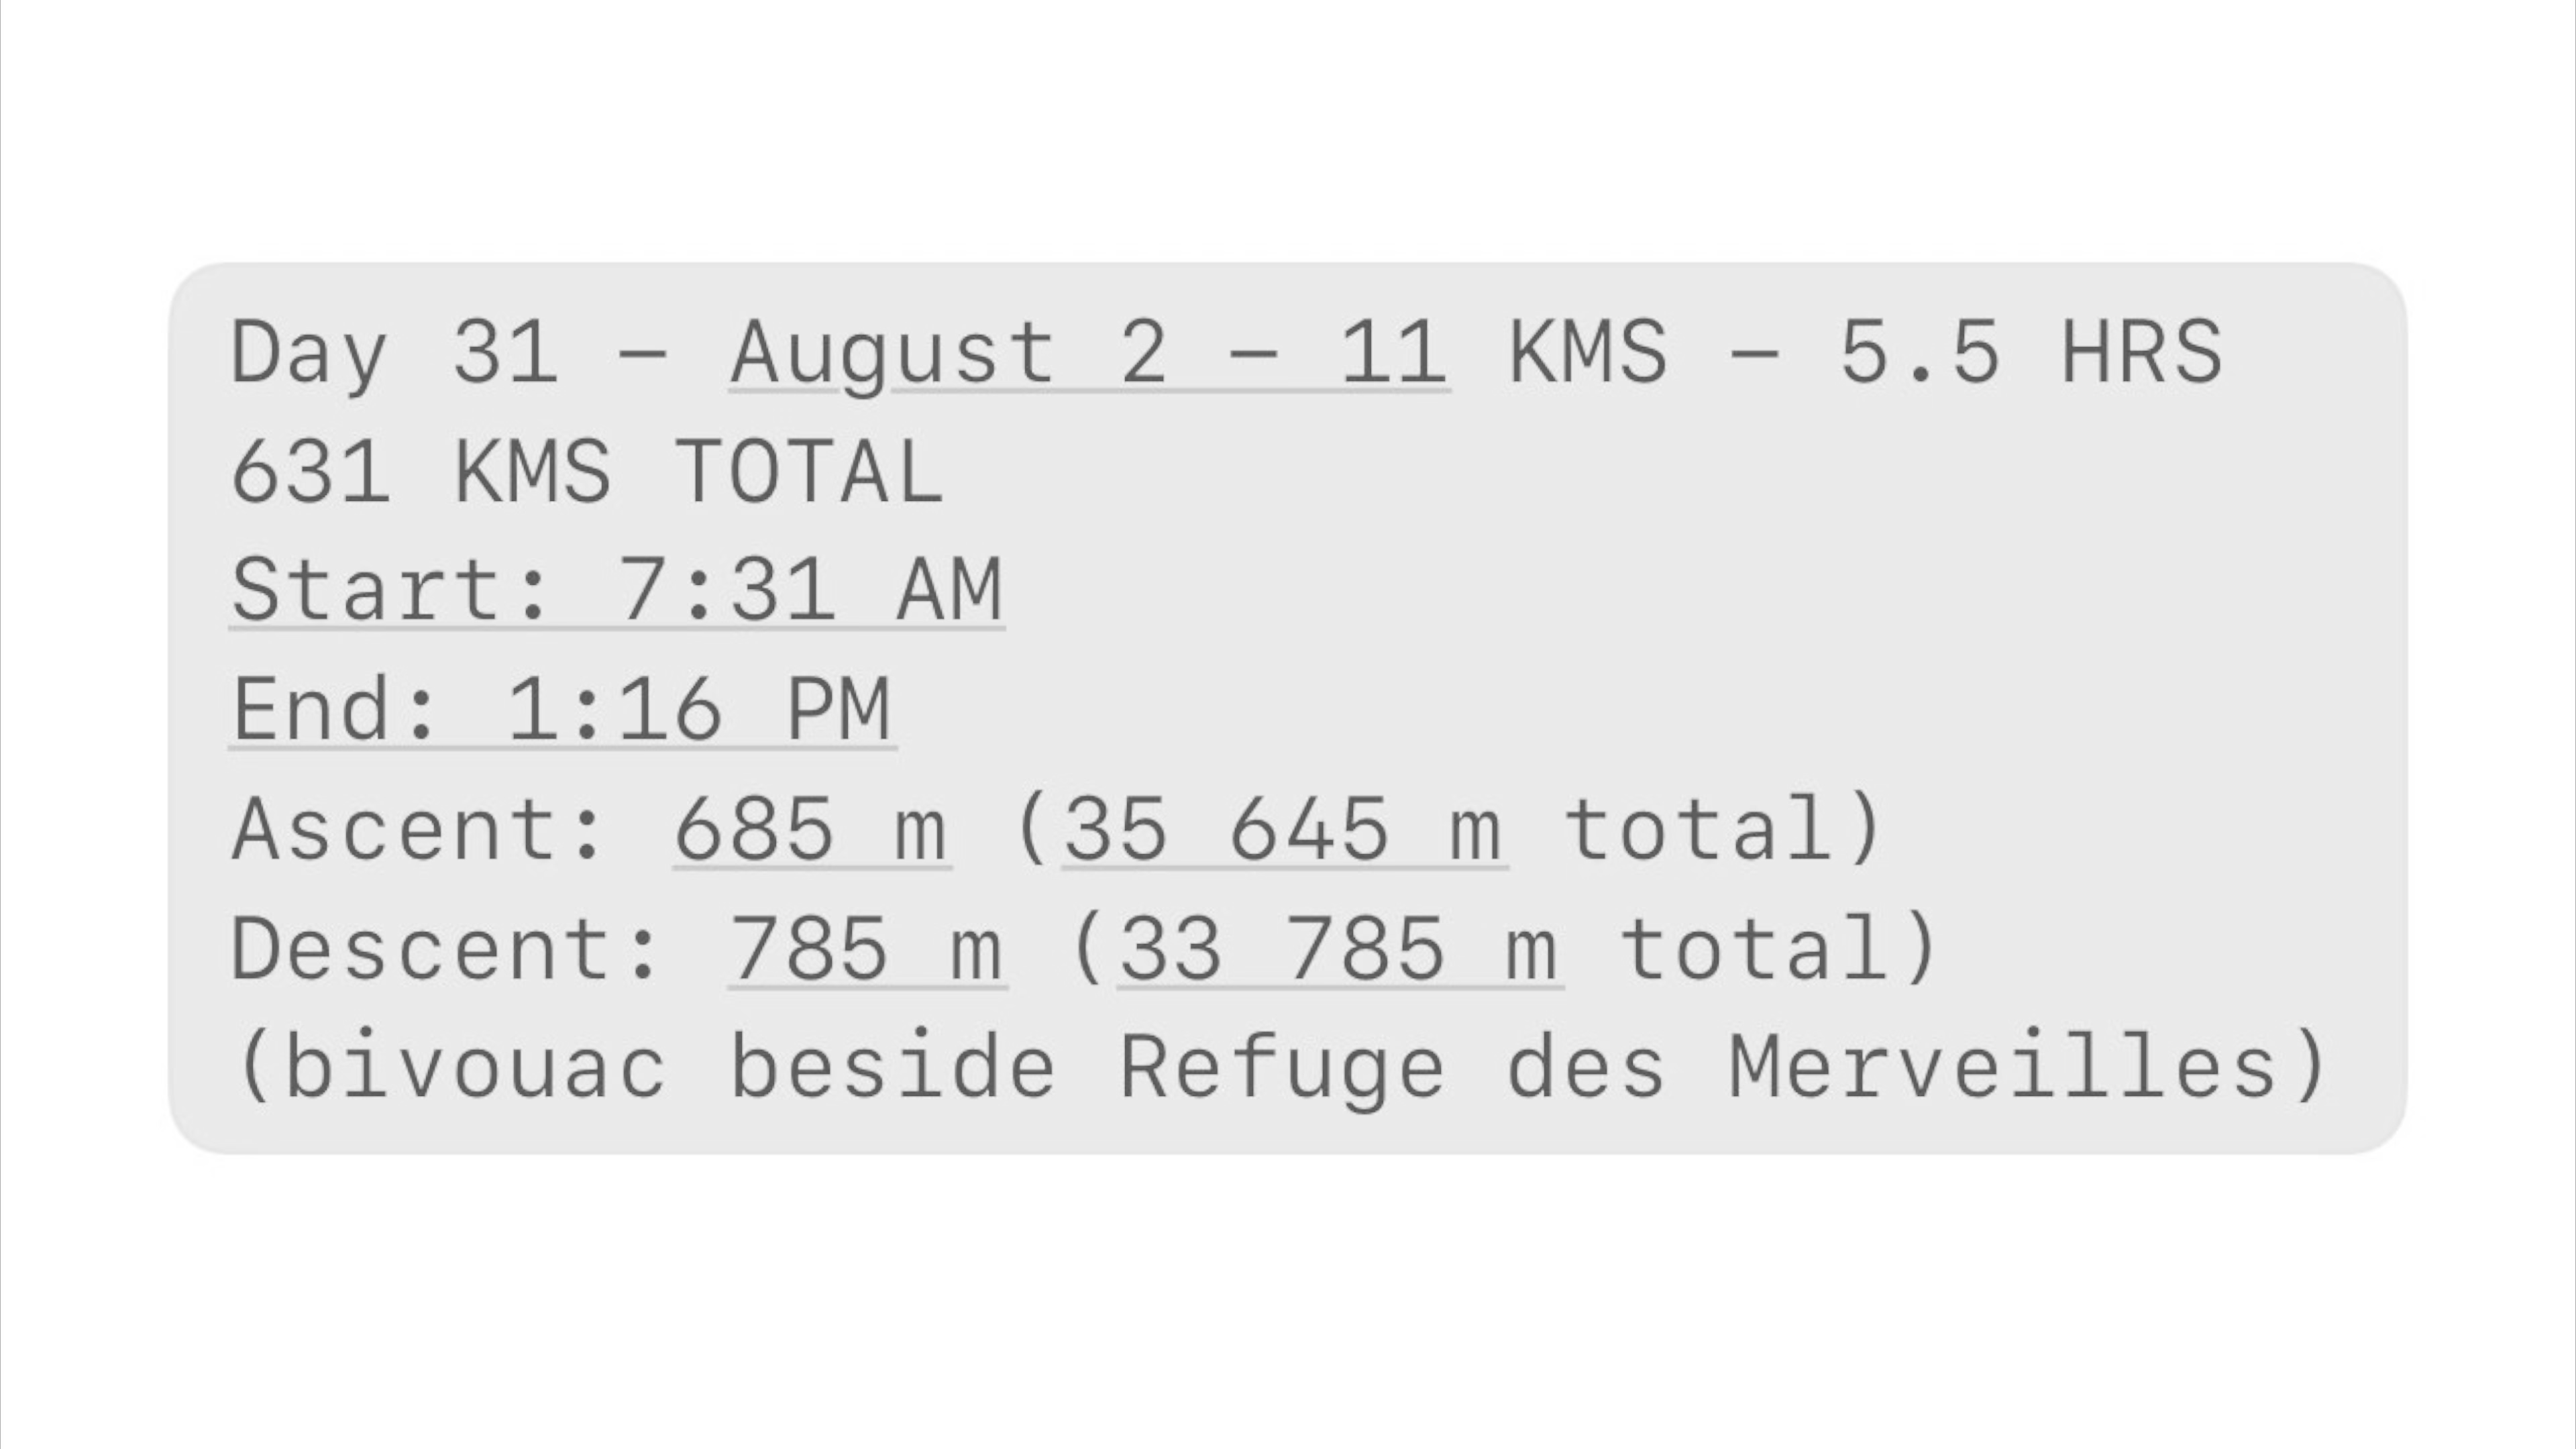 Day 31 – August 2 – 11 KMS – 5.5 HRS
631 KMS TOTAL
Start: 7:31 AM
End: 1:16 PM
Ascent: 685 m (35 645 m total)
Descent: 785 m (33 785 m total)
(bivouac beside Refuge des Merveilles)